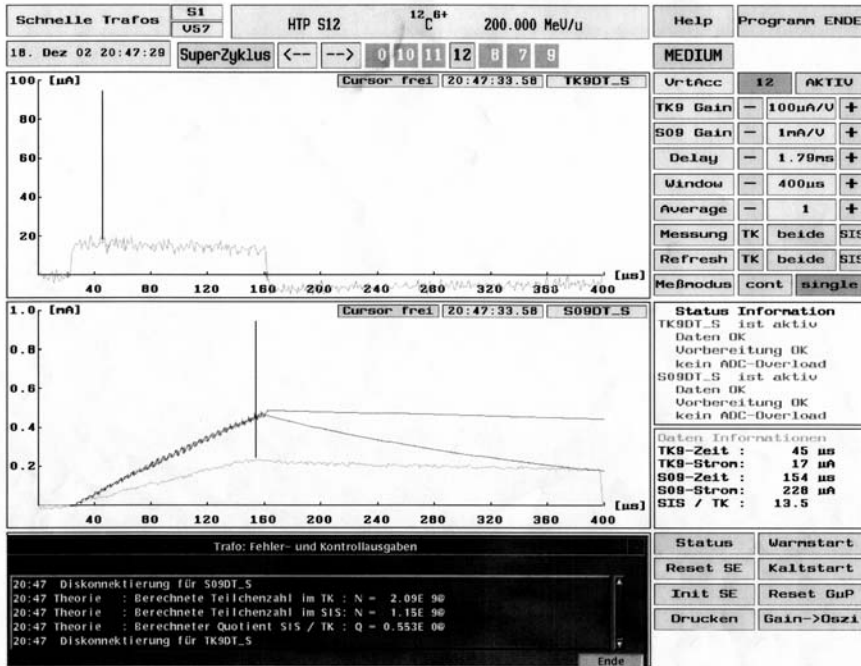 Schnelle Trafos
S1
V57
HTP S12
12 6+
C
200.000 MeV/u
Help
Programm ENDE
18. Dez 02 20:47:29
SuperZyklus
<--
-->
0 10 11 12 8 7 9
MEDIUM
VrtAcc 12 AKTIV
TK9 Gain − 100µA/V +
S09 Gain − 1mA/V +
Delay − 1.79ms +
Window − 400µs +
Average − 1 +
Messung TK beide SIS
Refresh TK beide SIS
Meßmodus cont single
100 [µA]
Cursor frei 20:47:33.58 TK9DT_S
80
60
40
20
[µs]
40 80 120 160 200 240 280 320 360 400
1.0 [mA]
Cursor frei 20:47:33.58 S09DT_S
0.8
0.6
0.4
0.2
[µs]
40 80 120 160 200 240 280 320 360 400
Status Information
TK9DT_S ist aktiv
Daten OK
Vorbereitung OK
kein ADC-Overload
S09DT_S ist aktiv
Daten OK
Vorbereitung OK
kein ADC-Overload
Daten Informationen
TK9-Zeit : 45 µs
TK9-Strom: 17 µA
S09-Zeit : 154 µs
S09-Strom: 228 µA
SIS / TK : 13.5
Trafo: Fehler- und Kontrollausgaben
20:47 Diskonnektierung für S09DT_S
20:47 Theorie : Berechnete Teilchenzahl im TK : N = 2.09E 9@
20:47 Theorie : Berechnete Teilchenzahl im SIS: N = 1.15E 9@
20:47 Theorie : Berechneter Quotient SIS / TK : Q = 0.553E 0@
20:47 Diskonnektierung für TK9DT_S
Ende
Status
Warmstart
Reset SE
Kaltstart
Init SE
Reset GuP
Drucken
Gain->Oszi